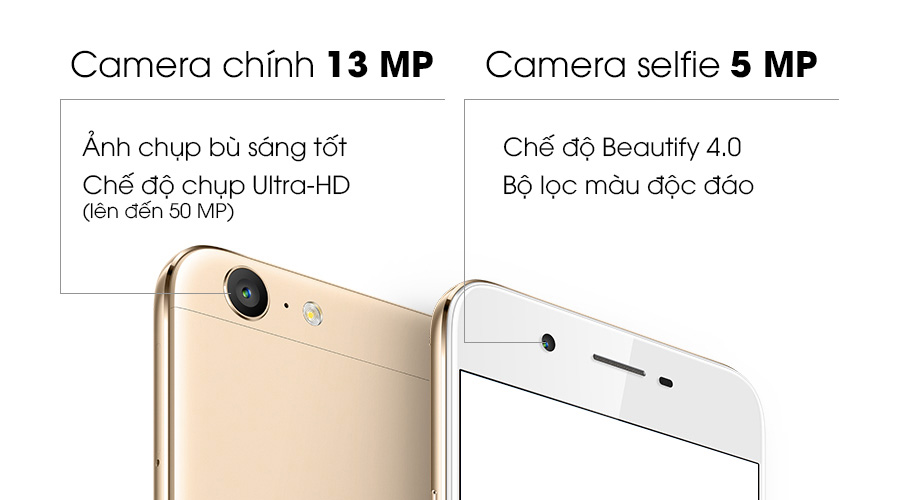 Camera chính 13 MP
Ảnh chụp bù sáng tốt
Chế độ chụp Ultra-HD
(lên đến 50 MP)
Camera selfie 5 MP
Chế độ Beautify 4.0
Bộ lọc màu độc đáo